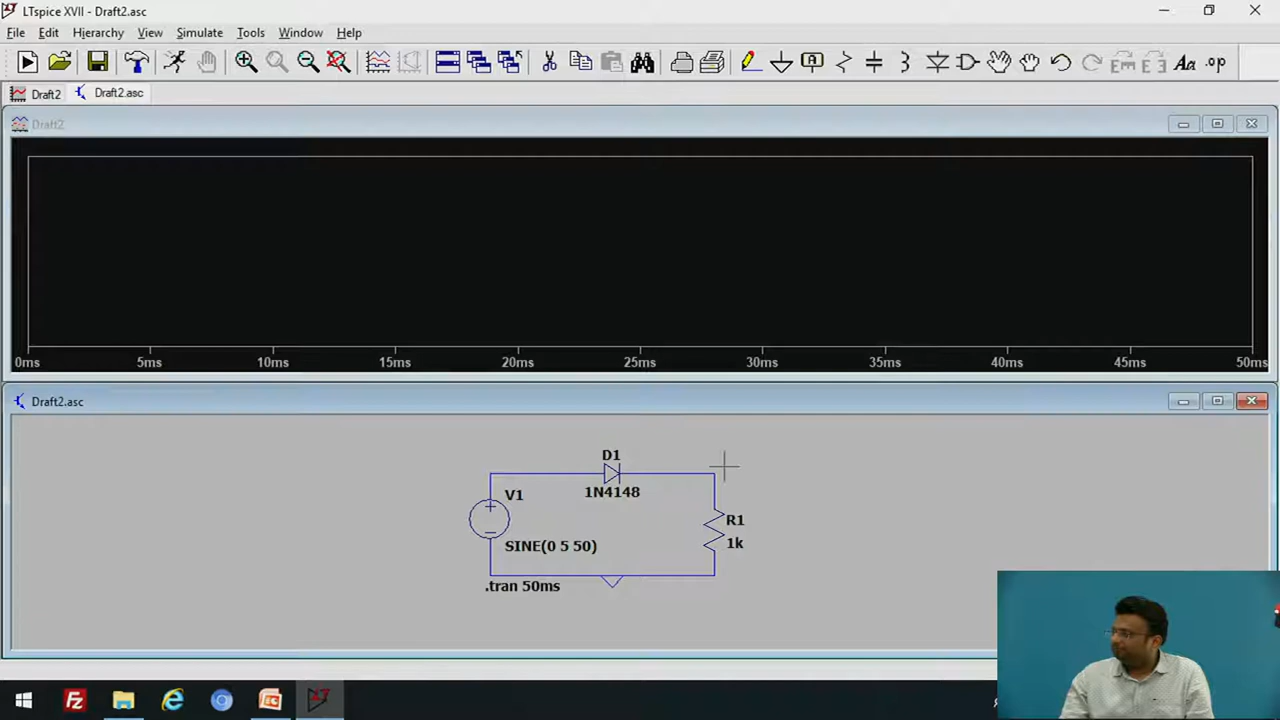 LTspice XVII - Draft2.asc
File Edit Hierarchy View Simulate Tools Window Help
Aa .op
Draft2 Draft2.asc
Draft2
0ms 5ms 10ms 15ms 20ms 25ms 30ms 35ms 40ms 45ms 50ms
Draft2.asc
D1
1N4148
V1
SINE(0 5 50)
R1
1k
.tran 50ms